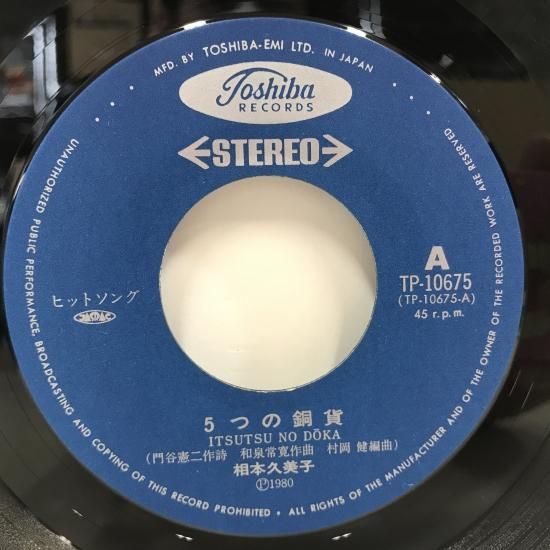 MFD. BY TOSHIBA-EMI LTD. IN JAPAN
Toshiba
RECORDS
STEREO
A
TP-10675
(TP-10675-A)
45 r.p.m.
ヒットソング
JASRAC
5つの銅貨
ITSUTSU NO DŌKA
(門谷憲二作詩 和泉常寛作曲 村岡 健編曲)
相本久美子
Ⓟ1980
UNAUTHORIZED PUBLIC PERFORMANCE, BROADCASTING AND COPYING OF THIS RECORD PROHIBITED • ALL RIGHTS OF THE MANUFACTURER AND OF THE OWNER OF THE RECORDED WORK ARE RESERVED